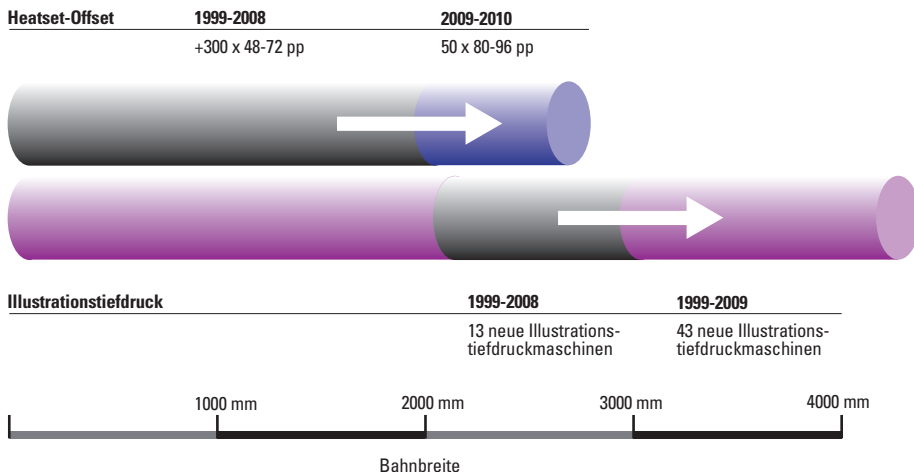 Heatset-Offset 1999-2008 2009-2010
+300 x 48-72 pp 50 x 80-96 pp
Illustrationstiefdruck 1999-2008 1999-2009
13 neue Illustrations- 43 neue Illustrations-
tiefdruckmaschinen tiefdruckmaschinen
1000 mm 2000 mm 3000 mm 4000 mm
Bahnbreite